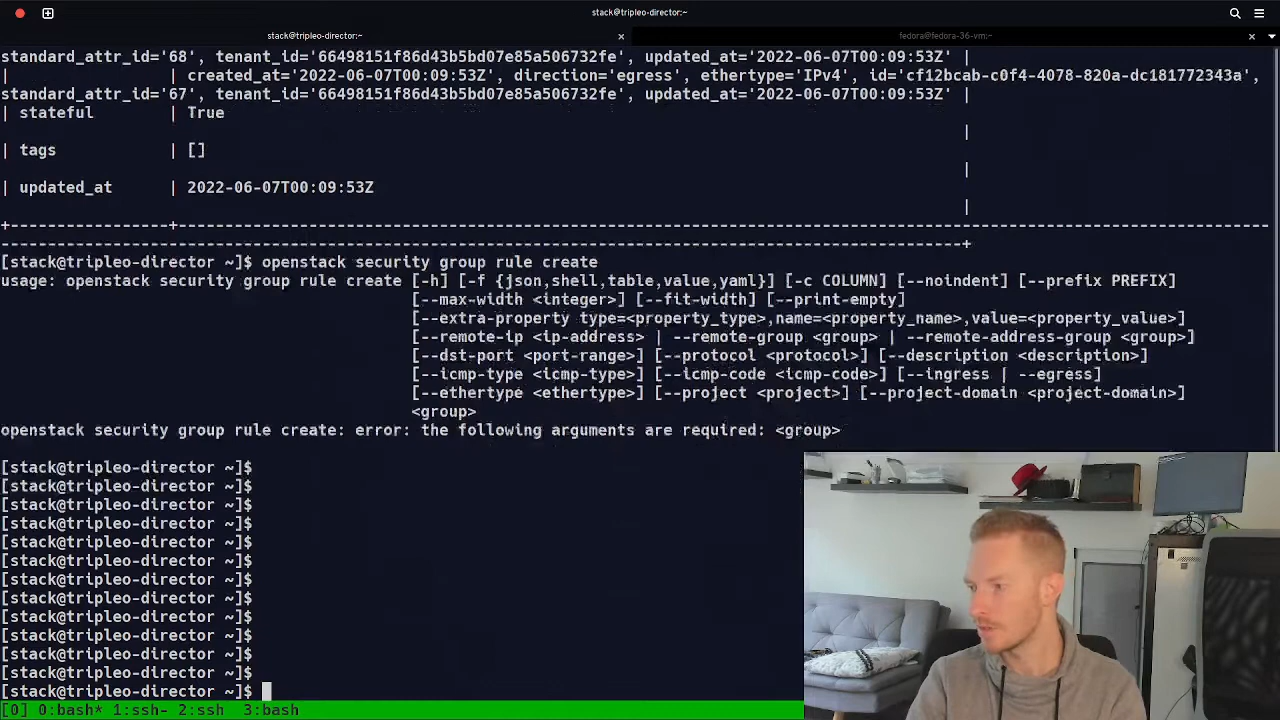 stack@tripleo-director:~
stack@tripleo-director:~
fedora@fedora-36-vm:~
standard_attr_id='68', tenant_id='66498151f86d43b5bd07e85a506732fe', updated_at='2022-06-07T00:09:53Z' |
| | created_at='2022-06-07T00:09:53Z', direction='egress', ethertype='IPv4', id='cf12bcab-c0f4-4078-820a-dc181772343a',
standard_attr_id='67', tenant_id='66498151f86d43b5bd07e85a506732fe', updated_at='2022-06-07T00:09:53Z' |
| stateful | True
|
| tags | []
|
| updated_at | 2022-06-07T00:09:53Z
|
+-----------------+----------------------------------------------------------------------------------------------------------------------
-------------------------------------------------------------------------------------------------------+
[stack@tripleo-director ~]$ openstack security group rule create
usage: openstack security group rule create [-h] [-f {json,shell,table,value,yaml}] [-c COLUMN] [--noindent] [--prefix PREFIX]
[--max-width <integer>] [--fit-width] [--print-empty]
[--extra-property type=<property_type>,name=<property_name>,value=<property_value>]
[--remote-ip <ip-address> | --remote-group <group> | --remote-address-group <group>]
[--dst-port <port-range>] [--protocol <protocol>] [--description <description>]
[--icmp-type <icmp-type>] [--icmp-code <icmp-code>] [--ingress | --egress]
[--ethertype <ethertype>] [--project <project>] [--project-domain <project-domain>]
<group>
openstack security group rule create: error: the following arguments are required: <group>
[stack@tripleo-director ~]$
[stack@tripleo-director ~]$
[stack@tripleo-director ~]$
[stack@tripleo-director ~]$
[stack@tripleo-director ~]$
[stack@tripleo-director ~]$
[stack@tripleo-director ~]$
[stack@tripleo-director ~]$
[stack@tripleo-director ~]$
[stack@tripleo-director ~]$
[stack@tripleo-director ~]$
[stack@tripleo-director ~]$
[stack@tripleo-director ~]$
[0] 0:bash* 1:ssh- 2:ssh 3:bash